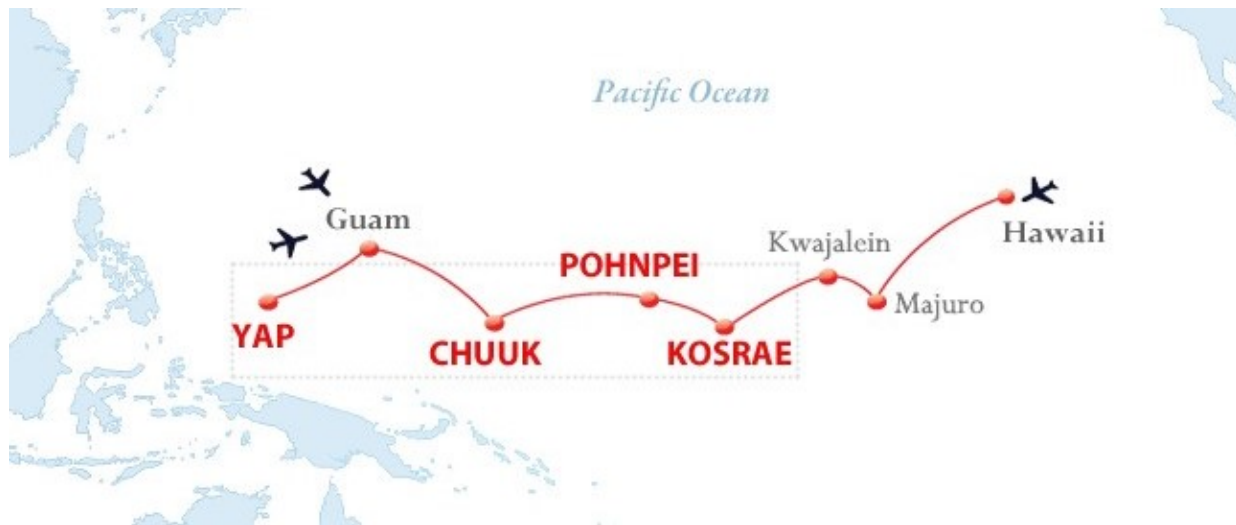 Pacific Ocean
Guam
Hawaii
Kwajalein
POHNPEI
Majuro
YAP
CHUUK
KOSRAE